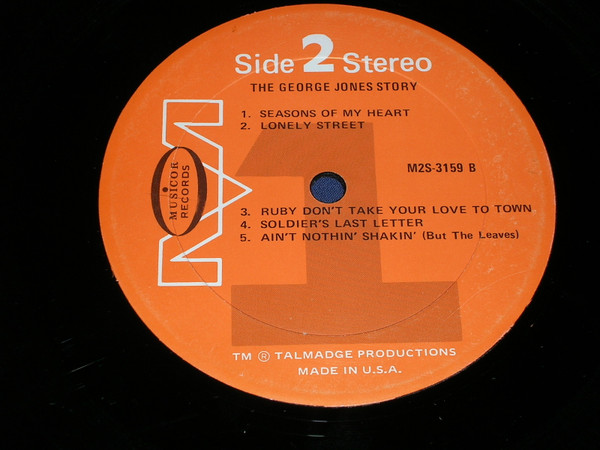 Side 2 Stereo
THE GEORGE JONES STORY
1. SEASONS OF MY HEART
2. LONELY STREET
M2S-3159 B
MUSICOR
RECORDS
3. RUBY DON'T TAKE YOUR LOVE TO TOWN
4. SOLDIER'S LAST LETTER
5. AIN'T NOTHIN' SHAKIN' (But The Leaves)
1
TM ® TALMADGE PRODUCTIONS
MADE IN U.S.A.